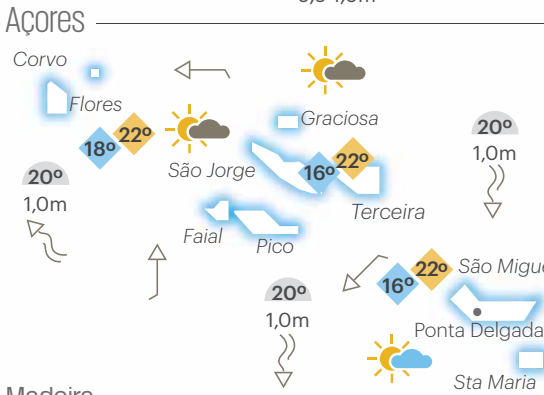 Açores
Corvo
Flores
18º 22º
Graciosa
20º
1,0m
São Jorge
16º 22º
Terceira
20º
1,0m
Faial
Pico
20º
1,0m
16º 22º
São Migue
Ponta Delgada
Sta Maria